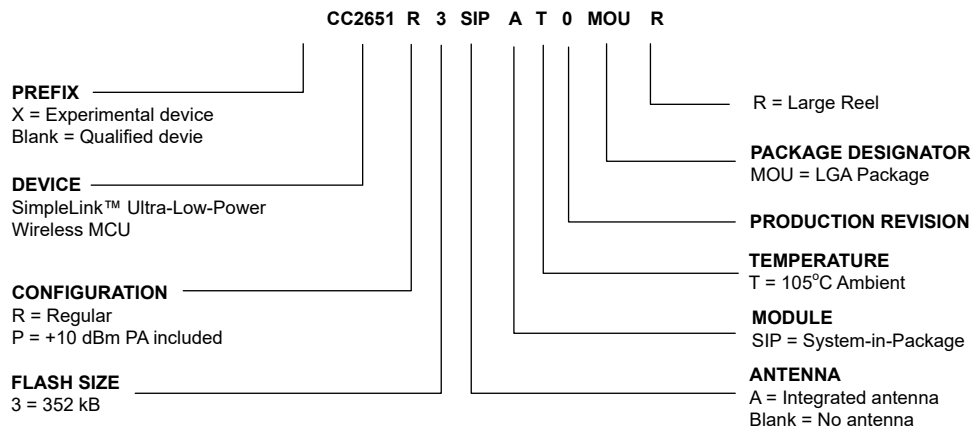 CC2651 R 3 SIP A T 0 MOU R
PREFIX
X = Experimental device
Blank = Qualified devie
DEVICE
SimpleLink™ Ultra-Low-Power
Wireless MCU
CONFIGURATION
R = Regular
P = +10 dBm PA included
FLASH SIZE
3 = 352 kB
R = Large Reel
PACKAGE DESIGNATOR
MOU = LGA Package
PRODUCTION REVISION
TEMPERATURE
T = 105°C Ambient
MODULE
SIP = System-in-Package
ANTENNA
A = Integrated antenna
Blank = No antenna